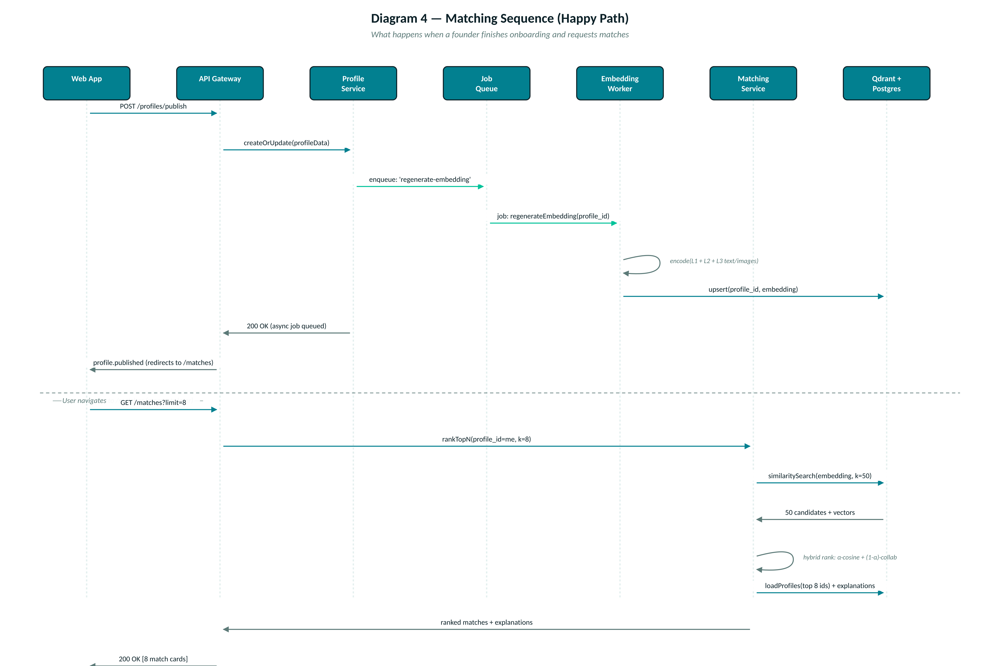 Diagram 4 — Matching Sequence (Happy Path)
What happens when a founder finishes onboarding and requests matches
Web App
API Gateway
Profile
Service
Job
Queue
Embedding
Worker
Matching
Service
Qdrant +
Postgres
POST /profiles/publish
createOrUpdate(profileData)
enqueue: 'regenerate-embedding'
job: regenerateEmbedding(profile_id)
encode(L1 + L2 + L3 text/images)
upsert(profile_id, embedding)
200 OK (async job queued)
profile.published (redirects to /matches)
User navigates
GET /matches?limit=8
rankTopN(profile_id=me, k=8)
similaritySearch(embedding, k=50)
50 candidates + vectors
hybrid rank: α·cosine + (1-α)·collab
loadProfiles(top 8 ids) + explanations
ranked matches + explanations
200 OK [8 match cards]